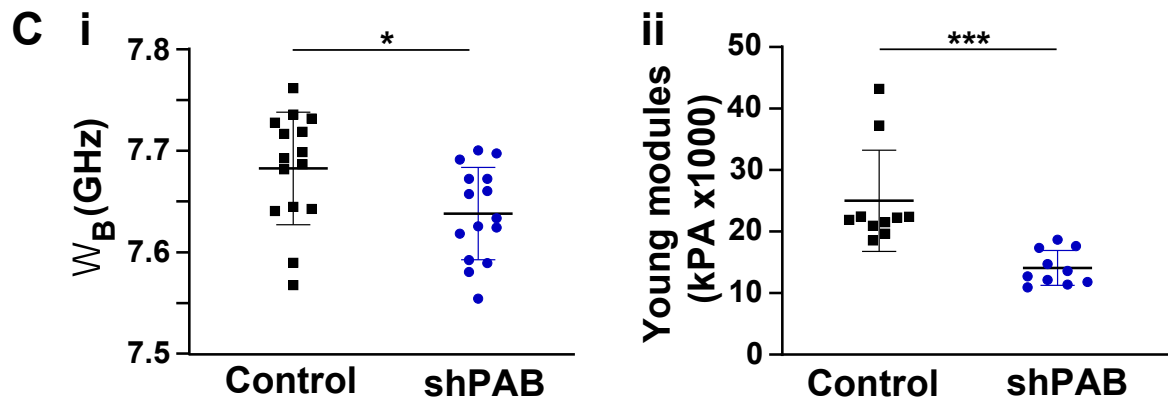 C i
*
7.8
7.7
7.6
7.5
W_B (GHz)
Control
shPAB
ii
***
50
40
30
20
10
0
Young modules
(kPA x1000)
Control
shPAB